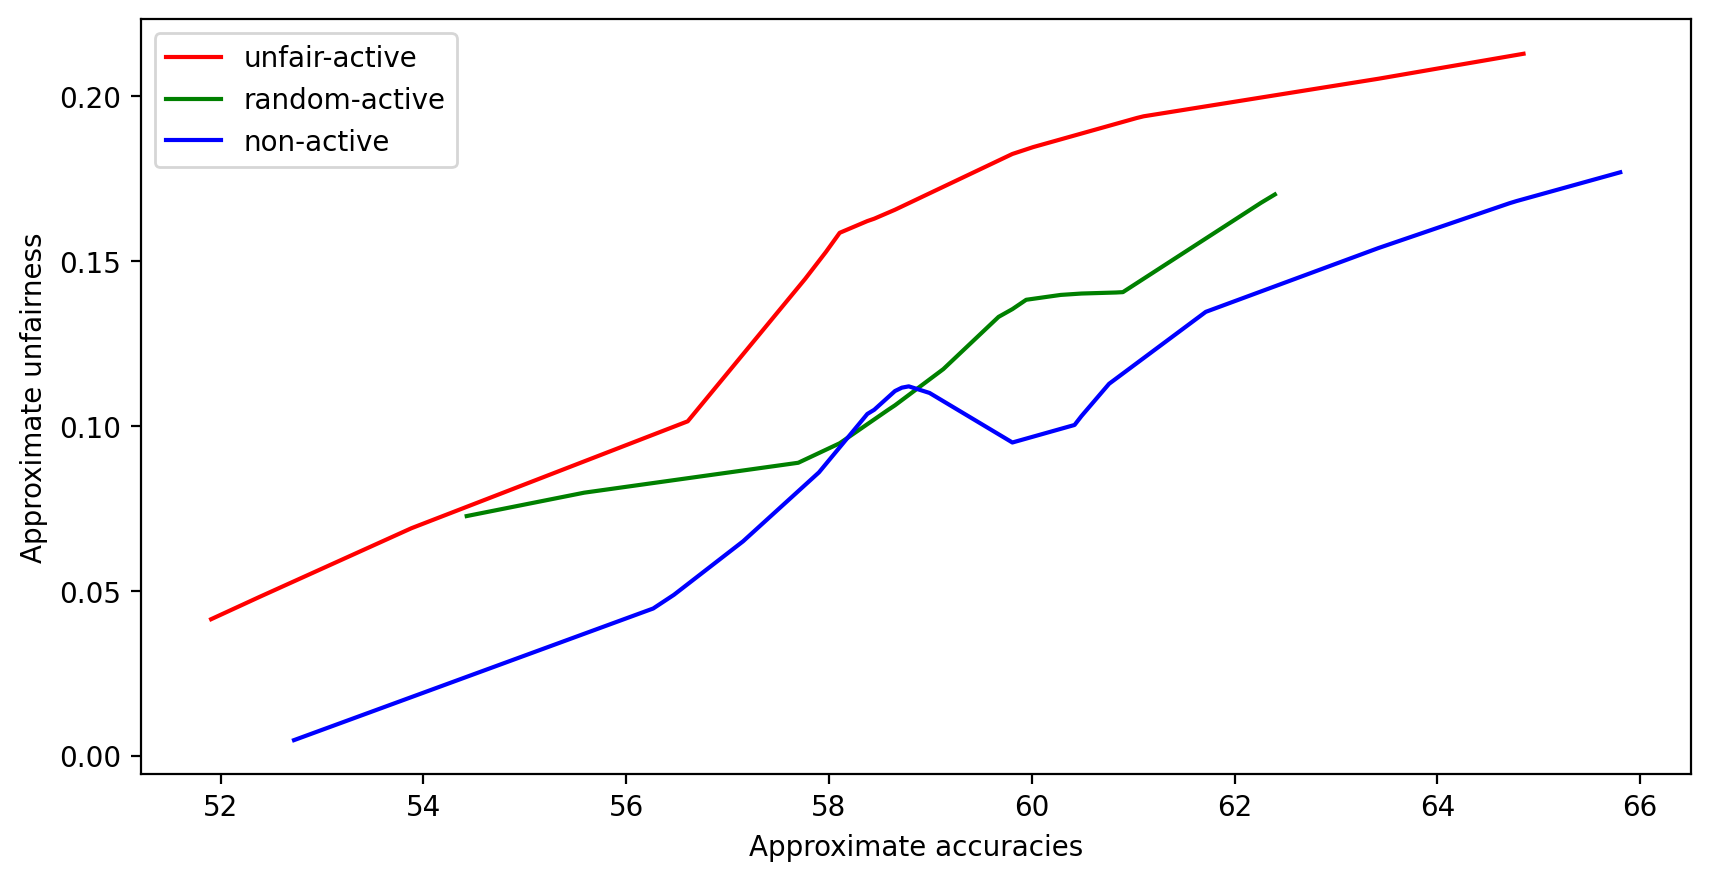 unfair-active
random-active
non-active
0.20
0.15
0.10
0.05
0.00
Approximate unfairness
52 54 56 58 60 62 64 66
Approximate accuracies